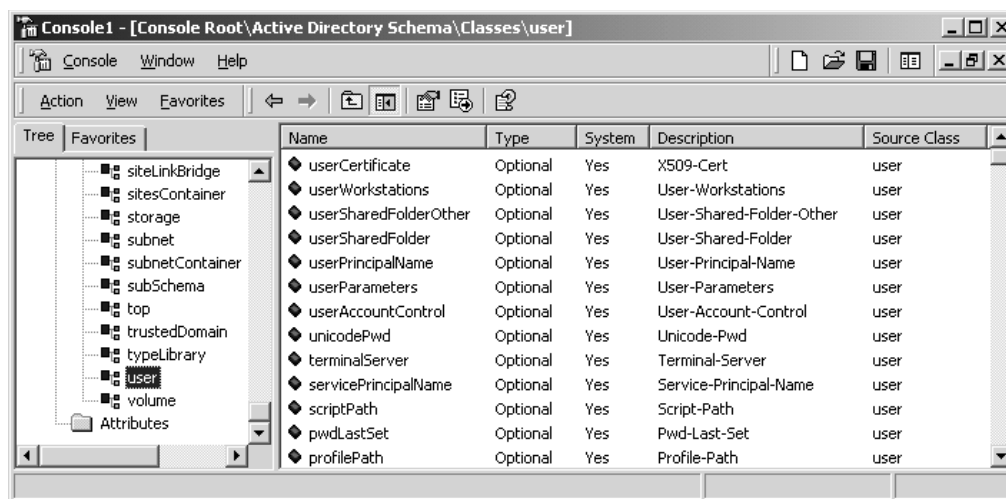 Console1 - [Console Root\Active Directory Schema\Classes\user]
Console Window Help
Action View Favorites
Tree Favorites
siteLinkBridge
sitesContainer
storage
subnet
subnetContainer
subSchema
top
trustedDomain
typeLibrary
user
volume
Attributes
Name Type System Description Source Class
userCertificate Optional Yes X509-Cert user
userWorkstations Optional Yes User-Workstations user
userSharedFolderOther Optional Yes User-Shared-Folder-Other user
userSharedFolder Optional Yes User-Shared-Folder user
userPrincipalName Optional Yes User-Principal-Name user
userParameters Optional Yes User-Parameters user
userAccountControl Optional Yes User-Account-Control user
unicodePwd Optional Yes Unicode-Pwd user
terminalServer Optional Yes Terminal-Server user
servicePrincipalName Optional Yes Service-Principal-Name user
scriptPath Optional Yes Script-Path user
pwdLastSet Optional Yes Pwd-Last-Set user
profilePath Optional Yes Profile-Path user